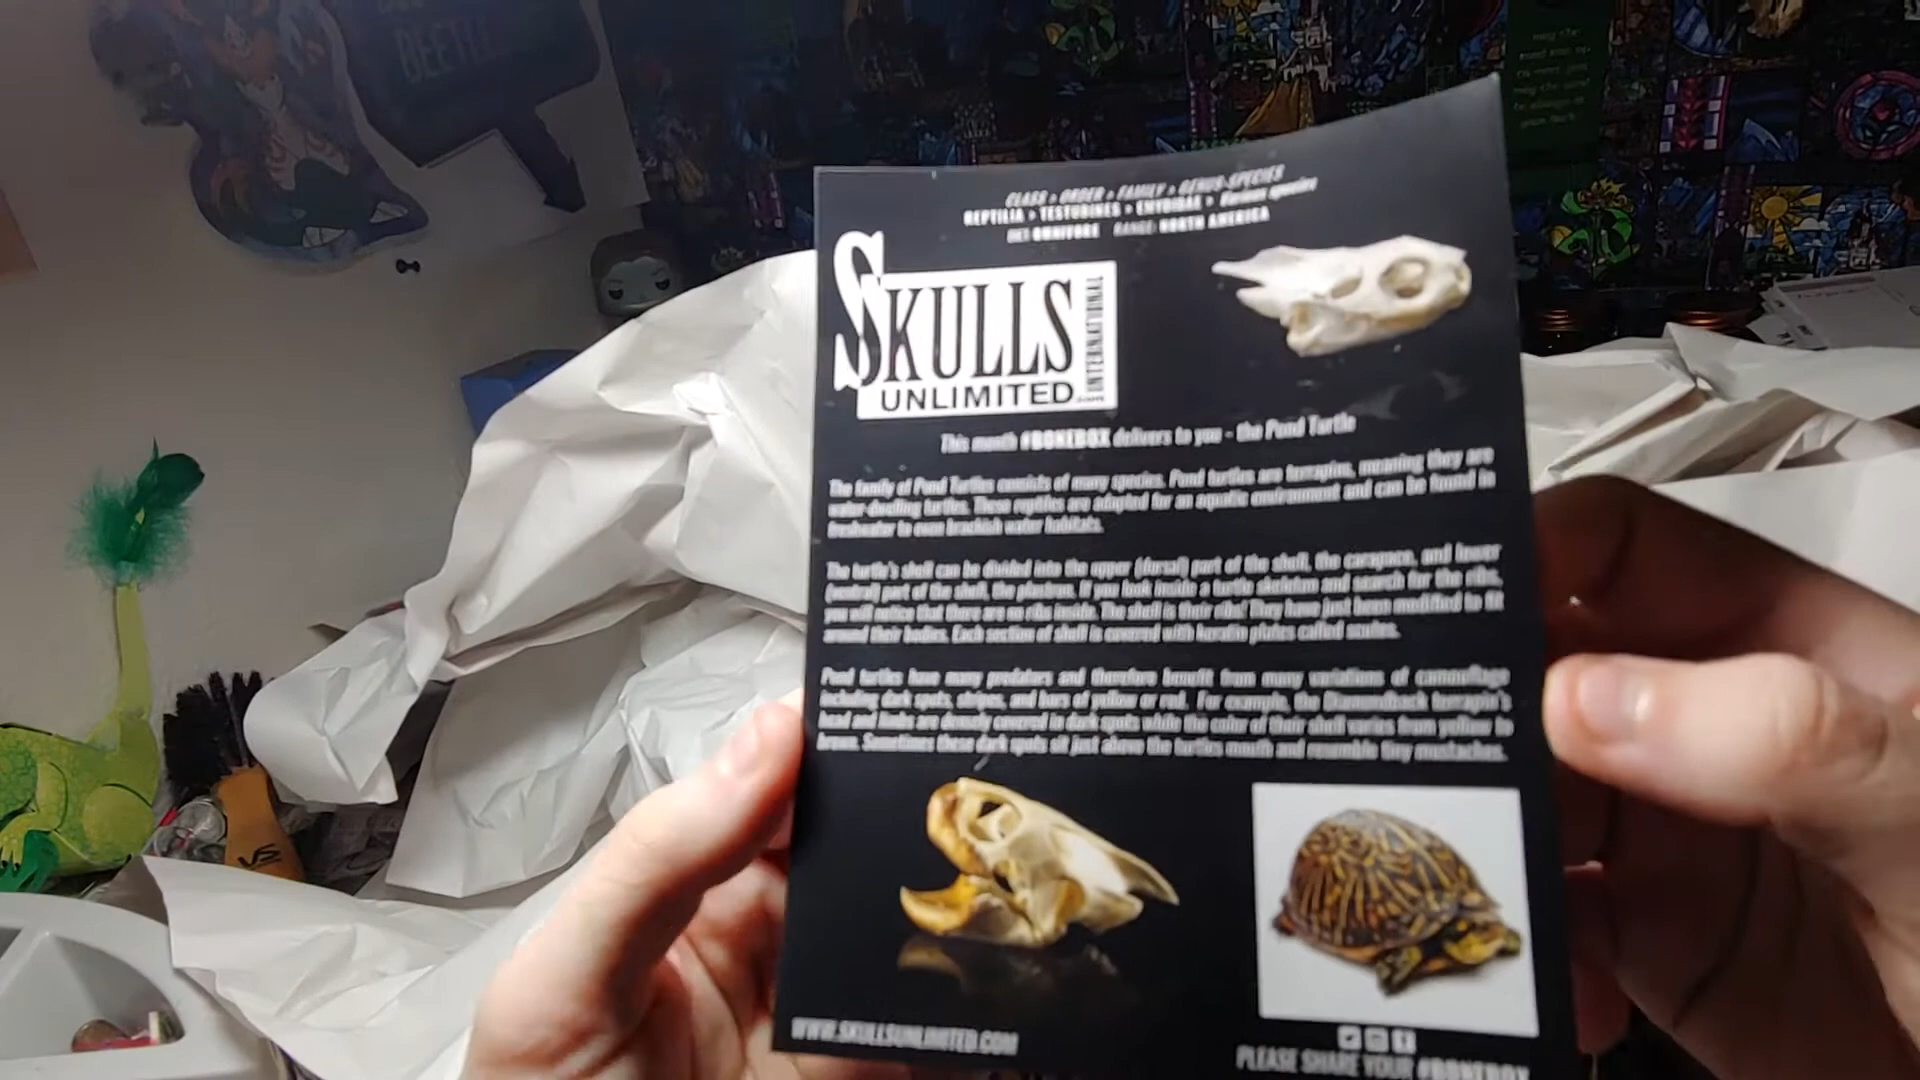 BEETL
CLASS » ORDER » FAMILY » GENUS-SPECIES
REPTILIA » TESTUDINES » EMYDIDAE » Various species
DIET: OMNIVORE RANGE: NORTH AMERICA
SKULLS
UNLIMITED.com
INTERNATIONAL
This month #BONEBOX delivers to you - the Pond Turtle
The family of Pond Turtles consists of many species. Pond turtles are terrapins, meaning they are
water-dwelling turtles. These reptiles are adapted for an aquatic environment and can be found in
freshwater to even brackish water habitats.
The turtle's shell can be divided into the upper (dorsal) part of the shell, the carapace, and lower
(ventral) part of the shell, the plastron. If you look inside a turtle skeleton and search for the ribs,
you will notice that there are no ribs inside. The shell is their ribs! They have just been modified to fit
around their bodies. Each section of shell is covered with keratin plates called scutes.
Pond turtles have many predators and therefore benefit from many variations of camouflage
including dark spots, stripes, and bars of yellow or red. For example, the Diamondback terrapin's
head and limbs are densely covered in dark spots while the color of their shell varies from yellow to
brown. Sometimes these dark spots sit just above the turtles mouth and resemble tiny mustaches.
WWW.SKULLSUNLIMITED.COM
PLEASE SHARE YOUR #BONEBOX
VS